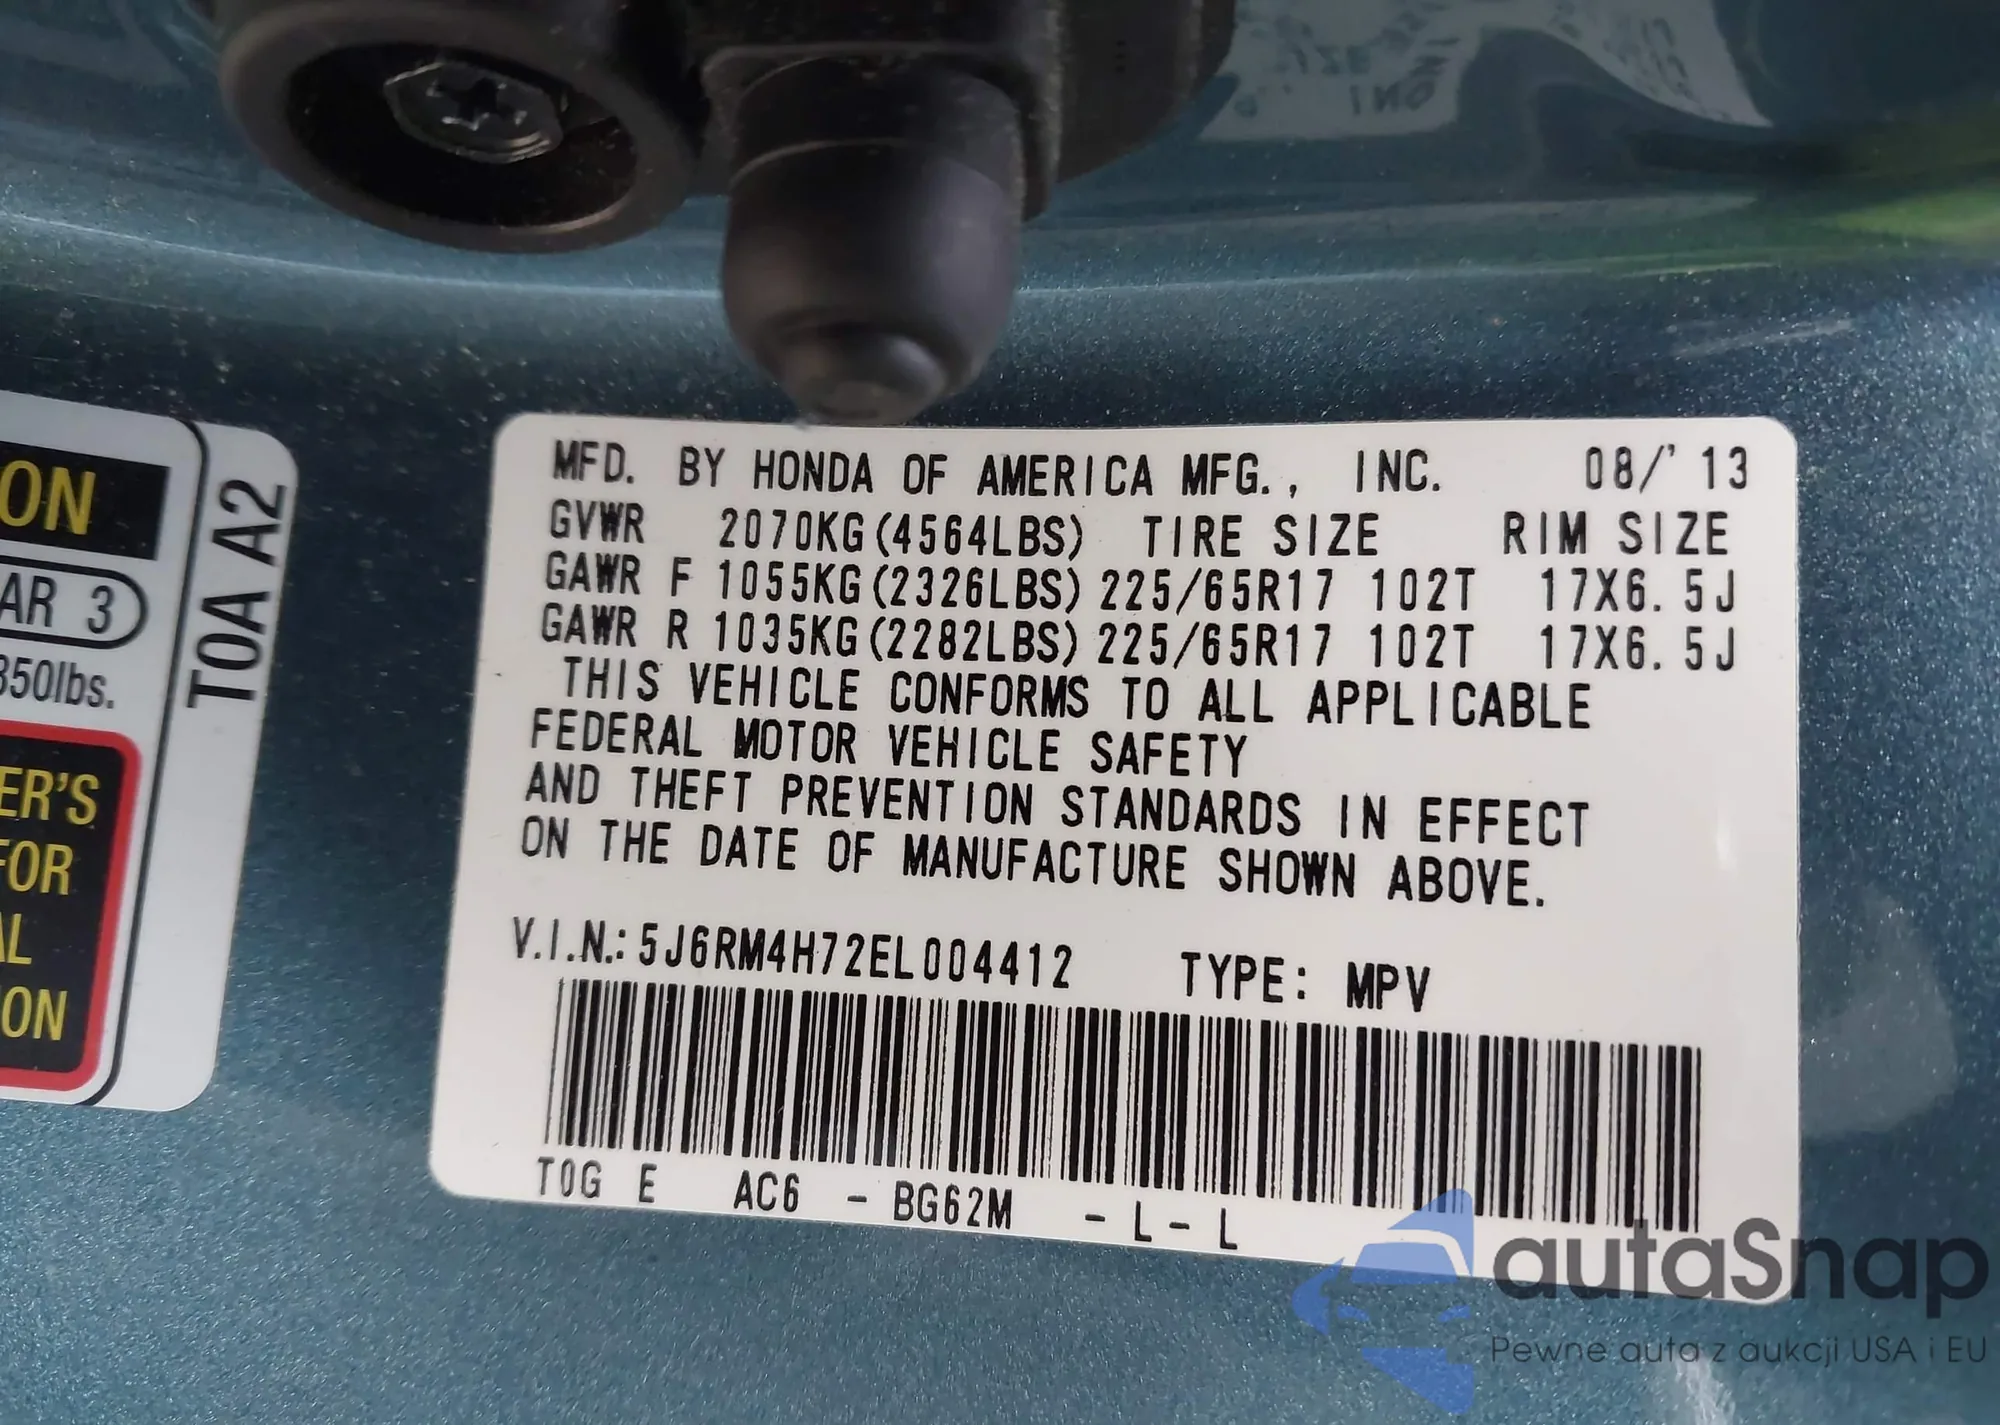 MFD. BY HONDA OF AMERICA MFG., INC. 08/'13
GVWR 2070KG(4564LBS) TIRE SIZE RIM SIZE
GAWR F 1055KG(2326LBS) 225/65R17 102T 17X6.5J
GAWR R 1035KG(2282LBS) 225/65R17 102T 17X6.5J
THIS VEHICLE CONFORMS TO ALL APPLICABLE
FEDERAL MOTOR VEHICLE SAFETY
AND THEFT PREVENTION STANDARDS IN EFFECT
ON THE DATE OF MANUFACTURE SHOWN ABOVE.
V.I.N.: 5J6RM4H72EL004412 TYPE: MPV
T0G E AC6 - BG62M - L - L
ON
AR 3
350lbs.
ER'S
FOR
AL
ON
T0A A2
autaSnap
Pewne auta z aukcji USA i EU